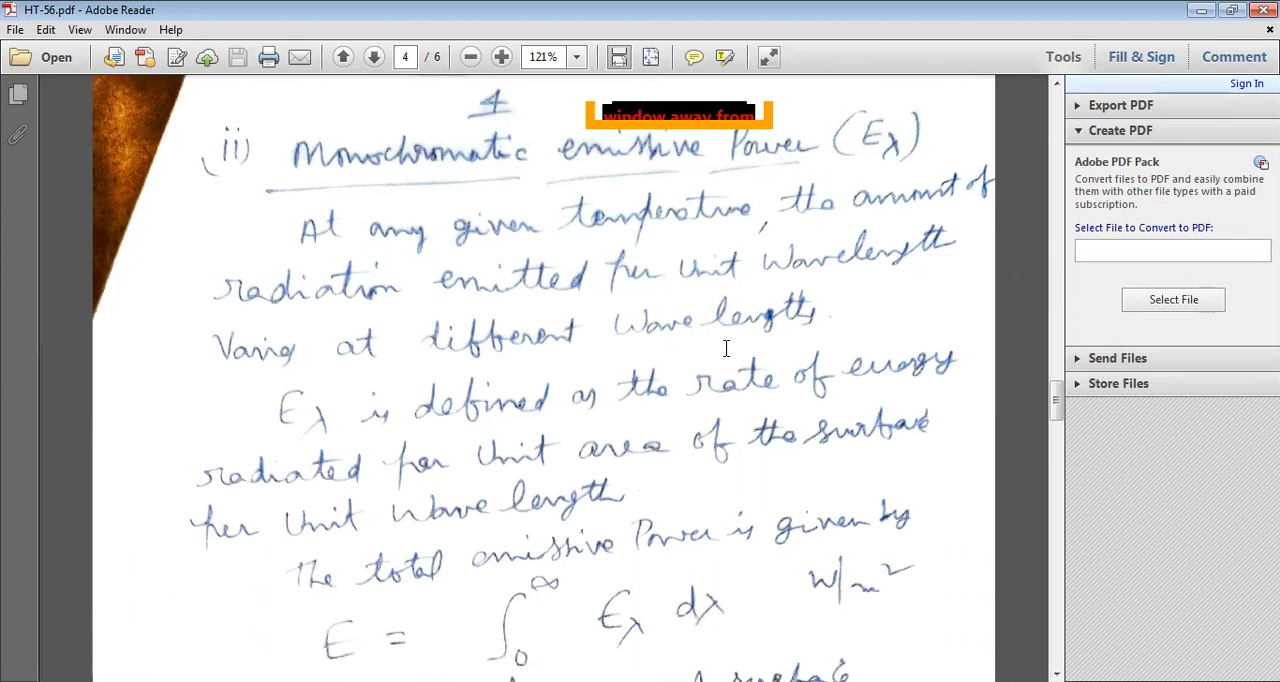 HT-56.pdf - Adobe Reader
File Edit View Window Help
Open 4 / 6 121% Tools Fill & Sign Comment
Sign In
Export PDF
Create PDF
Adobe PDF Pack
Convert files to PDF and easily combine
them with other file types with a paid
subscription.
Select File to Convert to PDF:
Select File
Send Files
Store Files
4
window away from
ii) Monochromatic emissive Power (Eλ)
At any given temperature, the amount of
radiation emitted per Unit Wavelength
Varies at different Wave lengths.
Eλ is defined as the rate of energy
radiated per Unit area of the surface
per Unit Wave length
The total emissive Power is given by
E = ∫₀^∞ Eλ dλ W/m²
surface